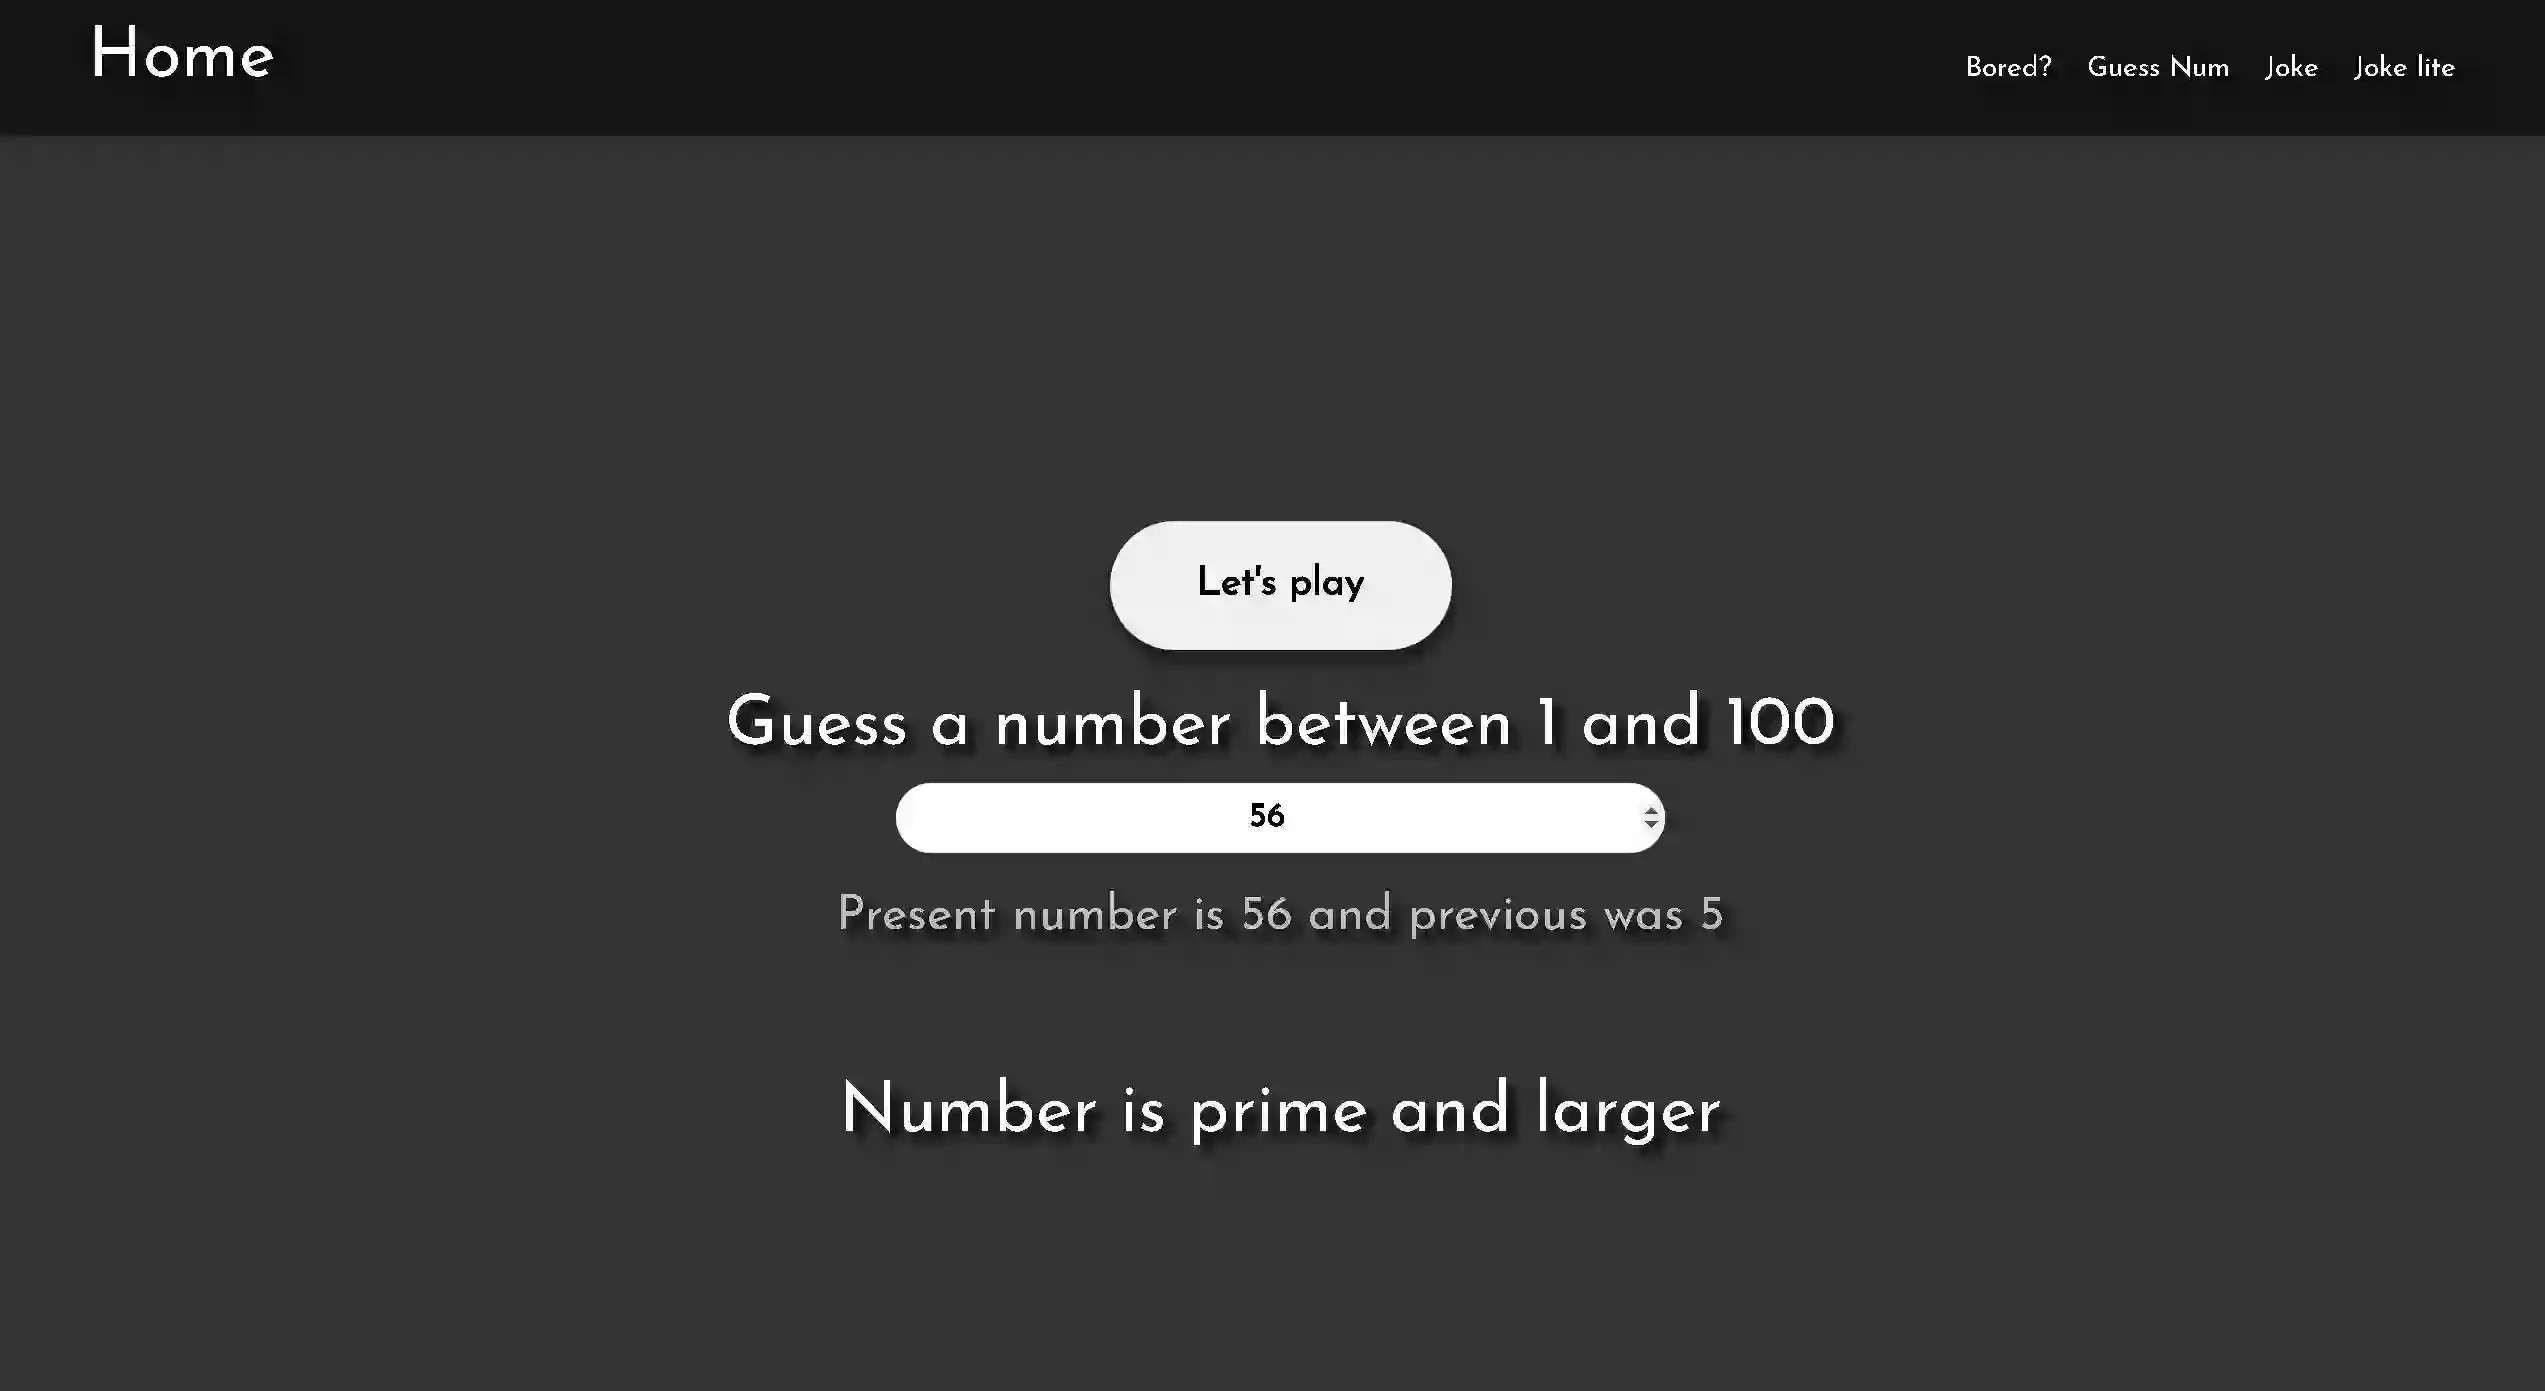 Home
Bored? Guess Num Joke Joke lite
Let's play
Guess a number between 1 and 100
56
Present number is 56 and previous was 5
Number is prime and larger